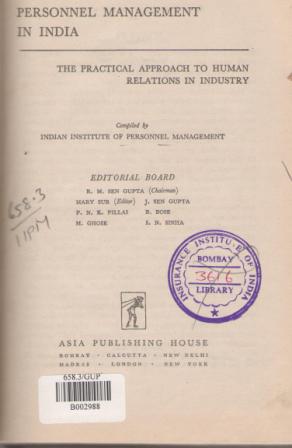 PERSONNEL MANAGEMENT
IN INDIA
THE PRACTICAL APPROACH TO HUMAN
RELATIONS IN INDUSTRY
Compiled by
INDIAN INSTITUTE OF PERSONNEL MANAGEMENT
EDITORIAL BOARD
R. M. SEN GUPTA (Chairman)
MARY SUR (Editor) J. SEN GUPTA
P. N. K. PILLAI B. BOSE
M. GHOSE S. N. SINHA
658.3
IIPM
INSURANCE INSTITUTE OF INDIA
BOMBAY
3616
LIBRARY
ASIA PUBLISHING HOUSE
BOMBAY · CALCUTTA · NEW DELHI
MADRAS · LONDON · NEW YORK
658.3/GUP
B002988